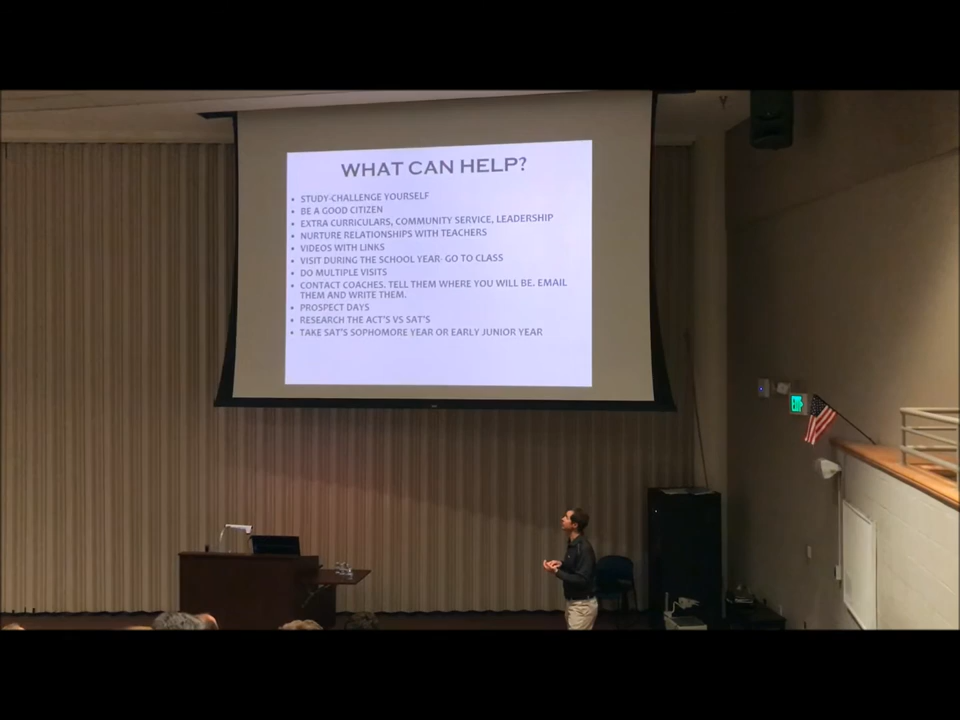 WHAT CAN HELP?
• STUDY-CHALLENGE YOURSELF
• BE A GOOD CITIZEN
• EXTRA CURRICULARS, COMMUNITY SERVICE, LEADERSHIP
• NURTURE RELATIONSHIPS WITH TEACHERS
• VIDEOS WITH LINKS
• VISIT DURING THE SCHOOL YEAR- GO TO CLASS
• DO MULTIPLE VISITS
• CONTACT COACHES. TELL THEM WHERE YOU WILL BE. EMAIL
THEM AND WRITE THEM.
• PROSPECT DAYS
• RESEARCH THE ACT'S VS SAT'S
• TAKE SAT'S SOPHOMORE YEAR OR EARLY JUNIOR YEAR